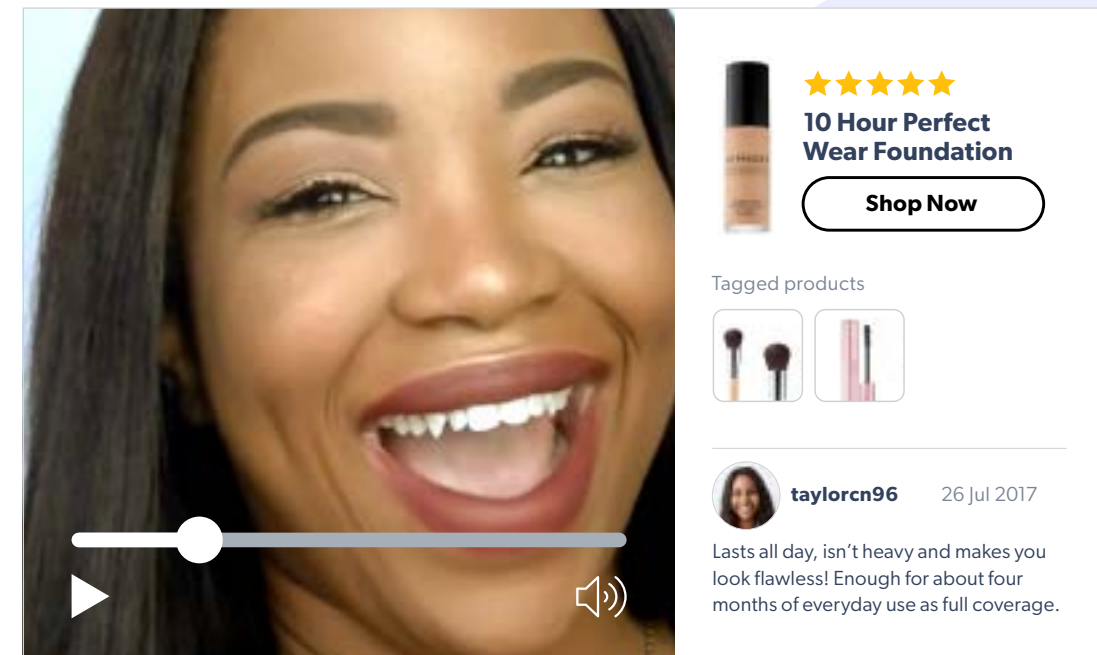 10 Hour Perfect
Wear Foundation
Shop Now
Tagged products
taylorcn96 26 Jul 2017
Lasts all day, isn’t heavy and makes you
look flawless! Enough for about four
months of everyday use as full coverage.